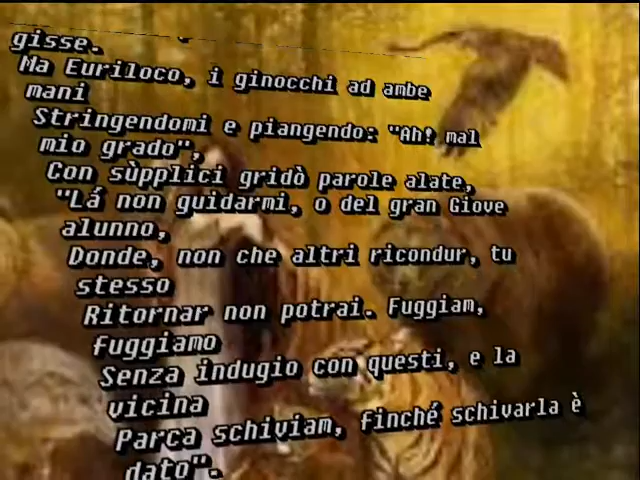 gisse.
Ma Euriloco, i ginocchi ad ambe
mani
Stringendomi e piangendo: "Ah! mal
mio grado",
Con sùpplici gridò parole alate,
"Lá non guidarmi, o del gran Giove
alunno,
Donde, non che altri ricondur, tu
stesso
Ritornar non potrai. Fuggiam,
fuggiamo
Senza indugio con questi, e la
vicina
Parca schiviam, finché schivarla è
dato".